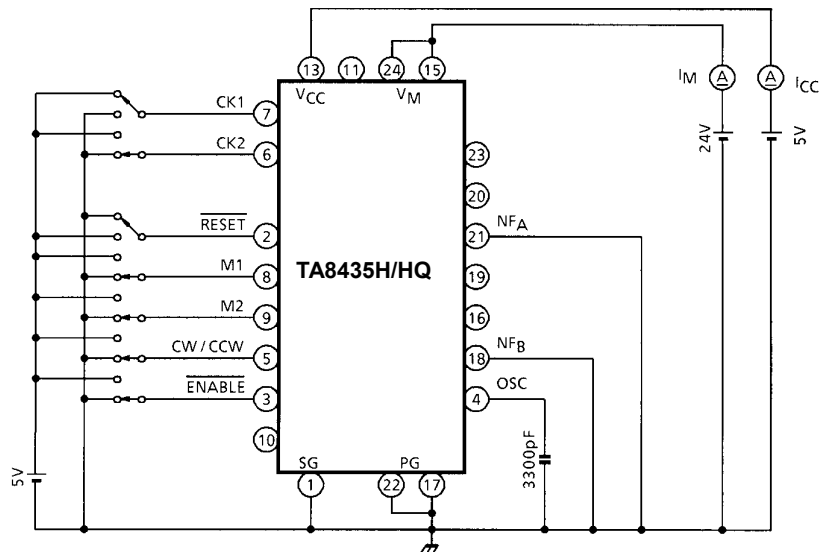 13 11 24 15
VCC VM
IM A A ICC
24V 5V
CK1 7
CK2 6
23
20
RESET 2
21 NFA
M1 8
TA8435H/HQ
19
M2 9
16
CW / CCW 5
18 NFB
ENABLE 3
4 OSC
10
3300pF
5V
SG PG
1 22 17